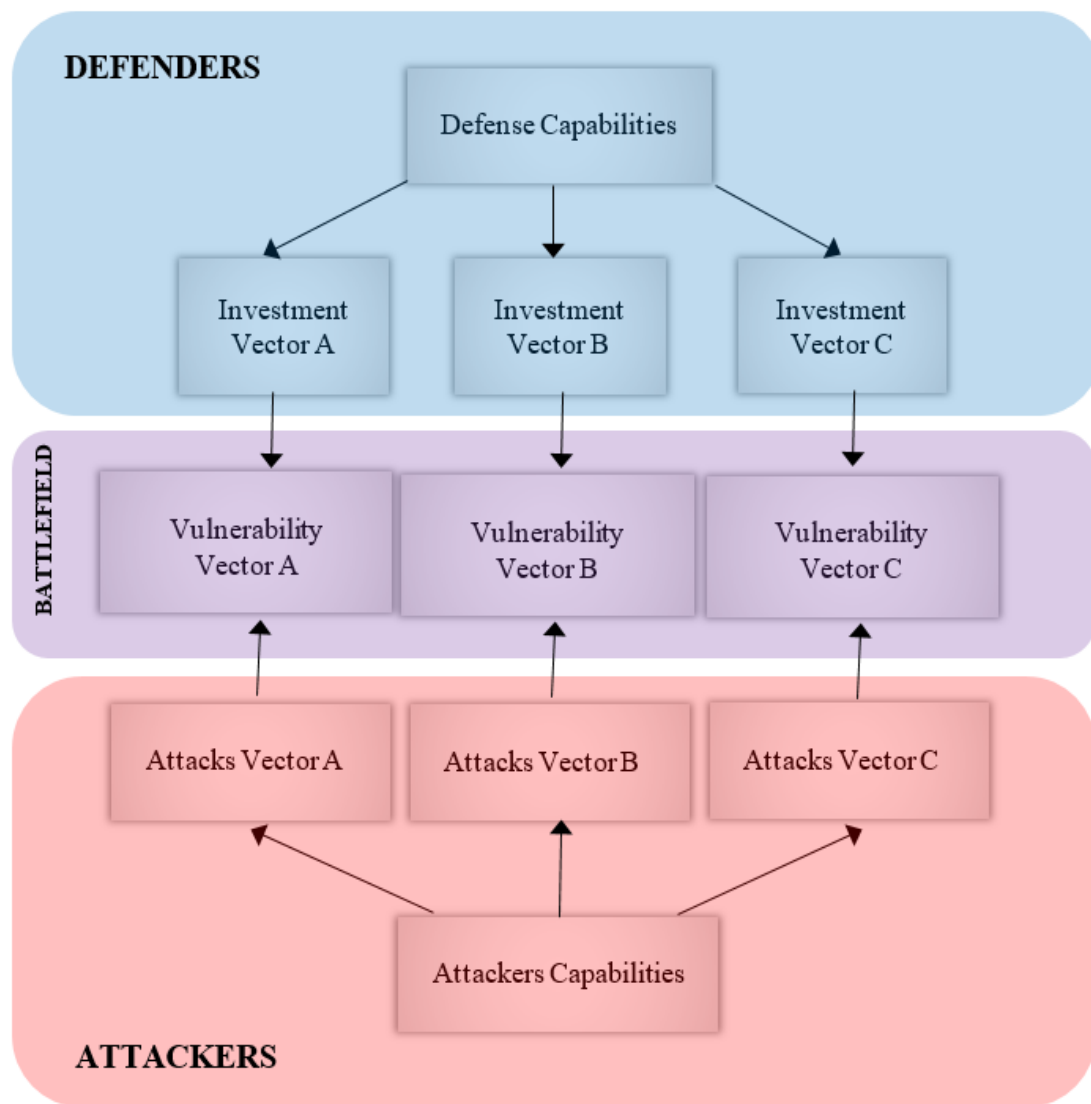 DEFENDERS
Defense Capabilities
Investment
Vector A
Investment
Vector B
Investment
Vector C
BATTLEFIELD
Vulnerability
Vector A
Vulnerability
Vector B
Vulnerability
Vector C
Attacks Vector A
Attacks Vector B
Attacks Vector C
Attackers Capabilities
ATTACKERS